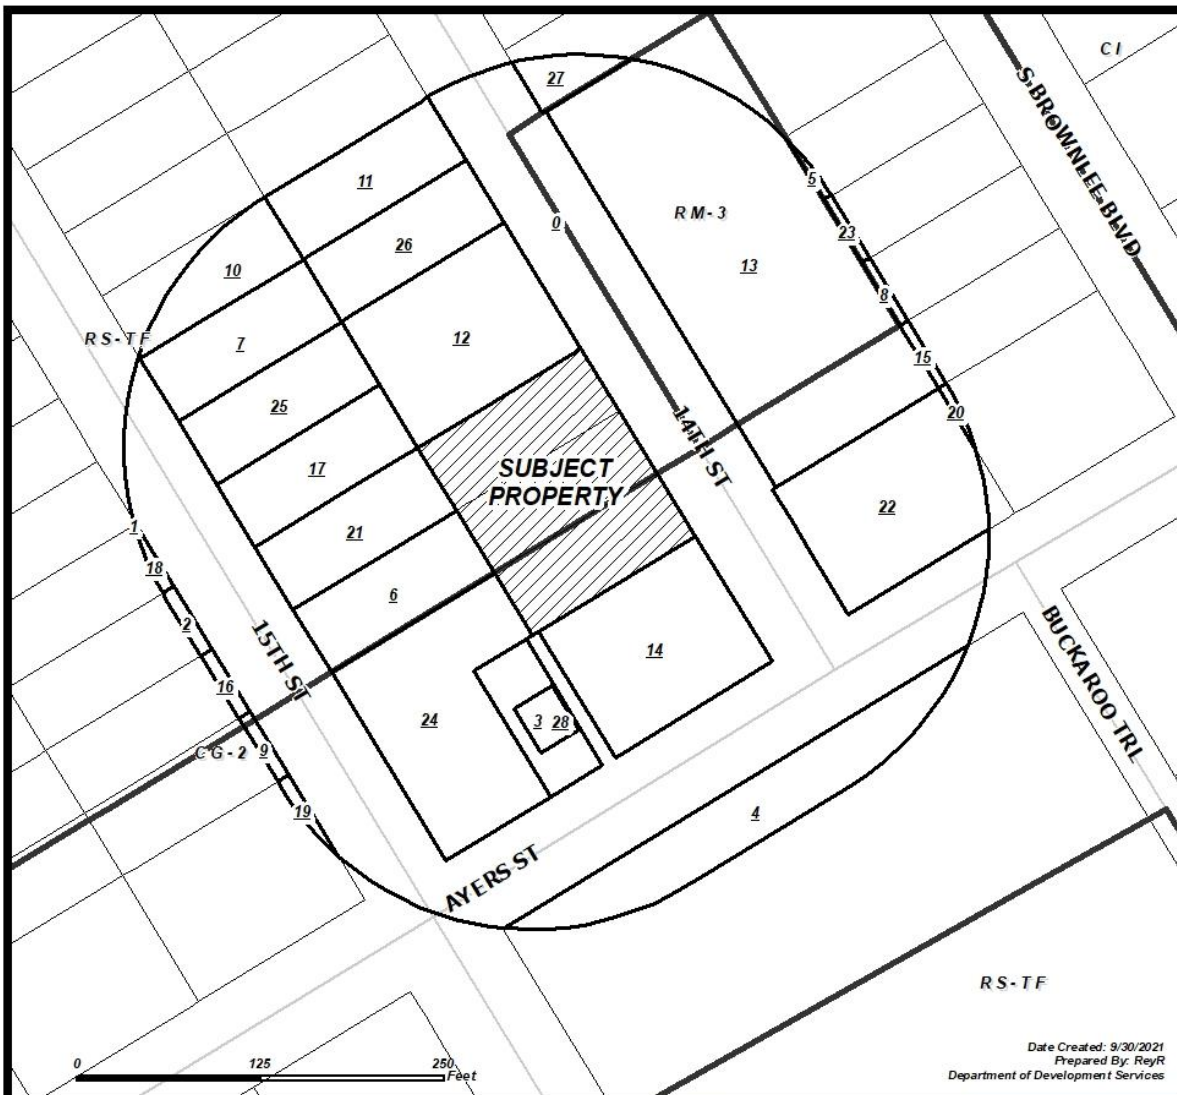 CI
S BROWNLEE BLVD
27
5
11
RM-3
0
23
26
13
10
8
RS-TF
7
12
15
25
14TH ST
20
17
SUBJECT
PROPERTY
22
1
21
18
6
2
15TH ST
14
BUCKAROO TRL
16
24
3
28
CG-2
9
19
4
AYERS ST
RS-TF
0
125
250
Feet
Date Created: 9/30/2021
Prepared By: ReyR
Department of Development Services